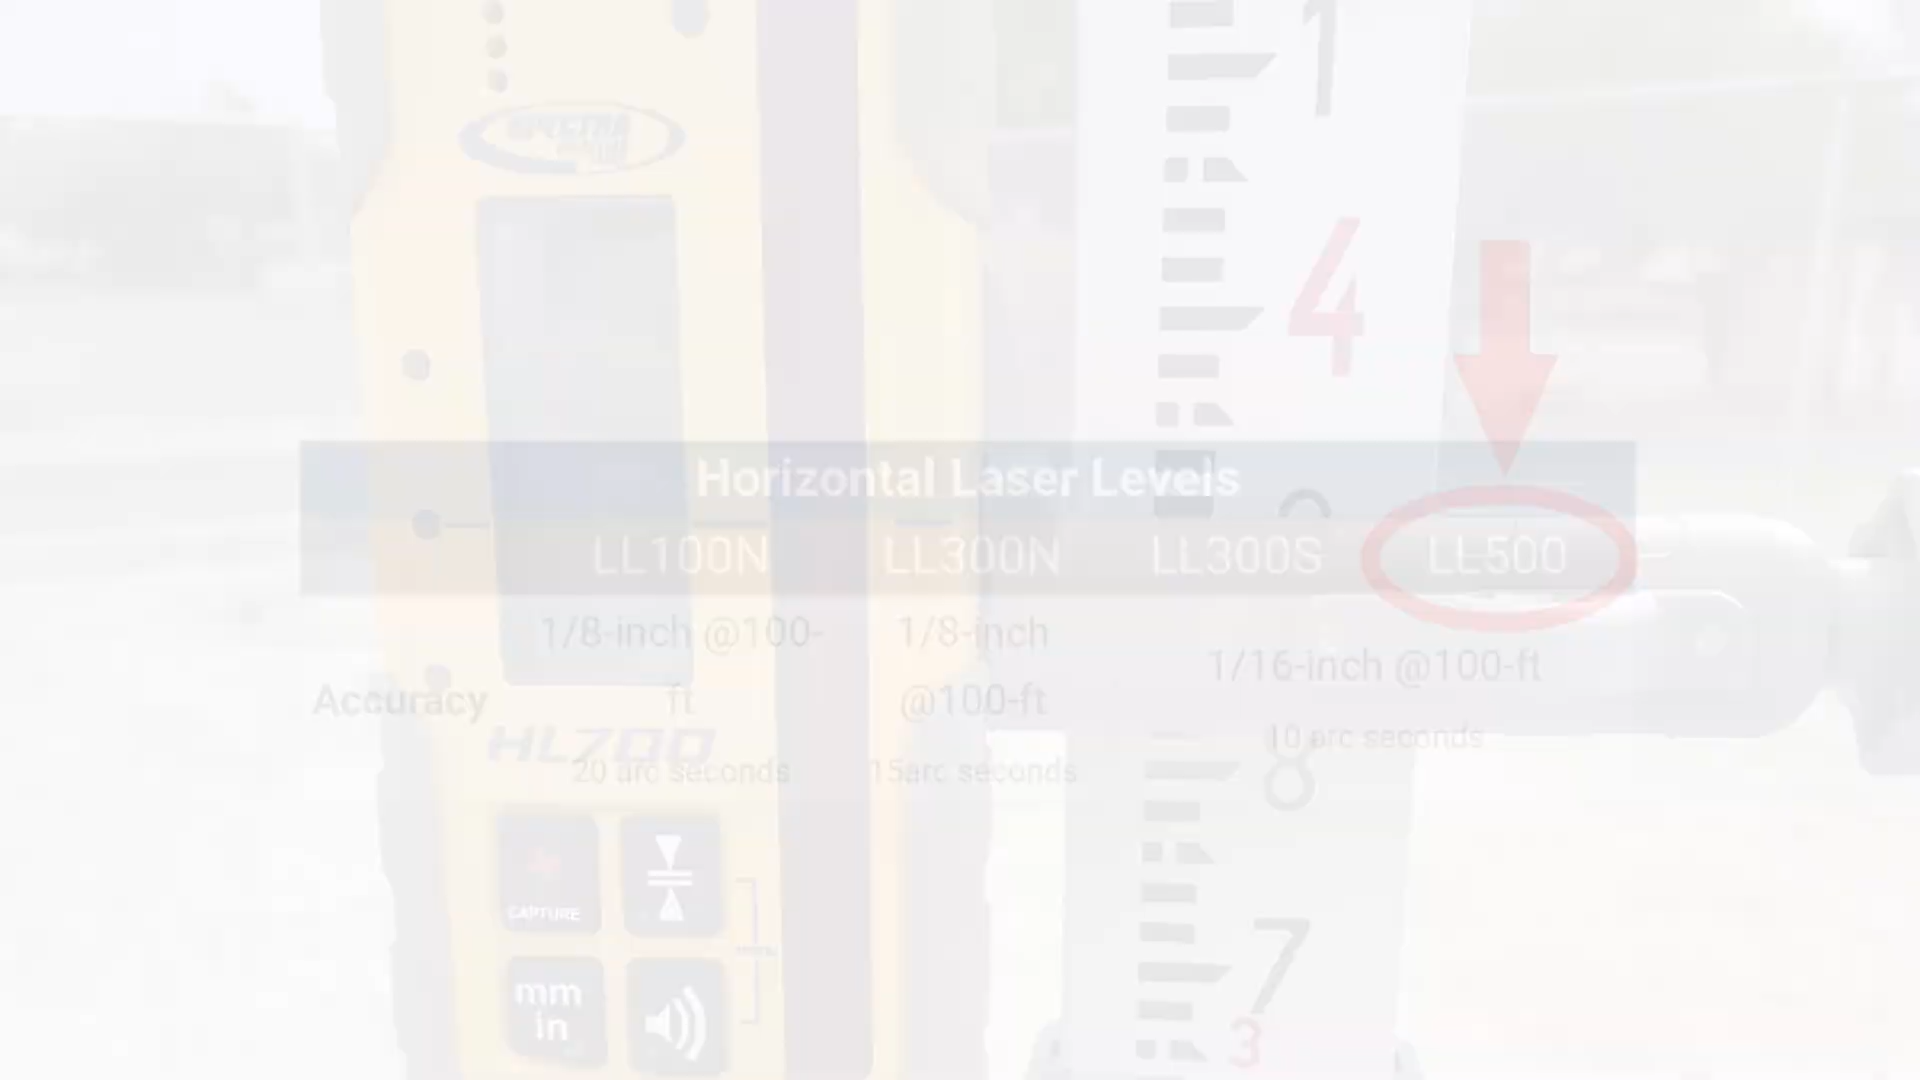 1
SPECTRA
4
Horizontal Laser Levels
LL100N LL300N LL300S LL500
Accuracy
1/8-inch @100-
ft
20 arc seconds
1/8-inch
@100-ft
15arc seconds
1/16-inch @100-ft
10 arc seconds
HL700
8
CAPTURE
7
mm
in
3